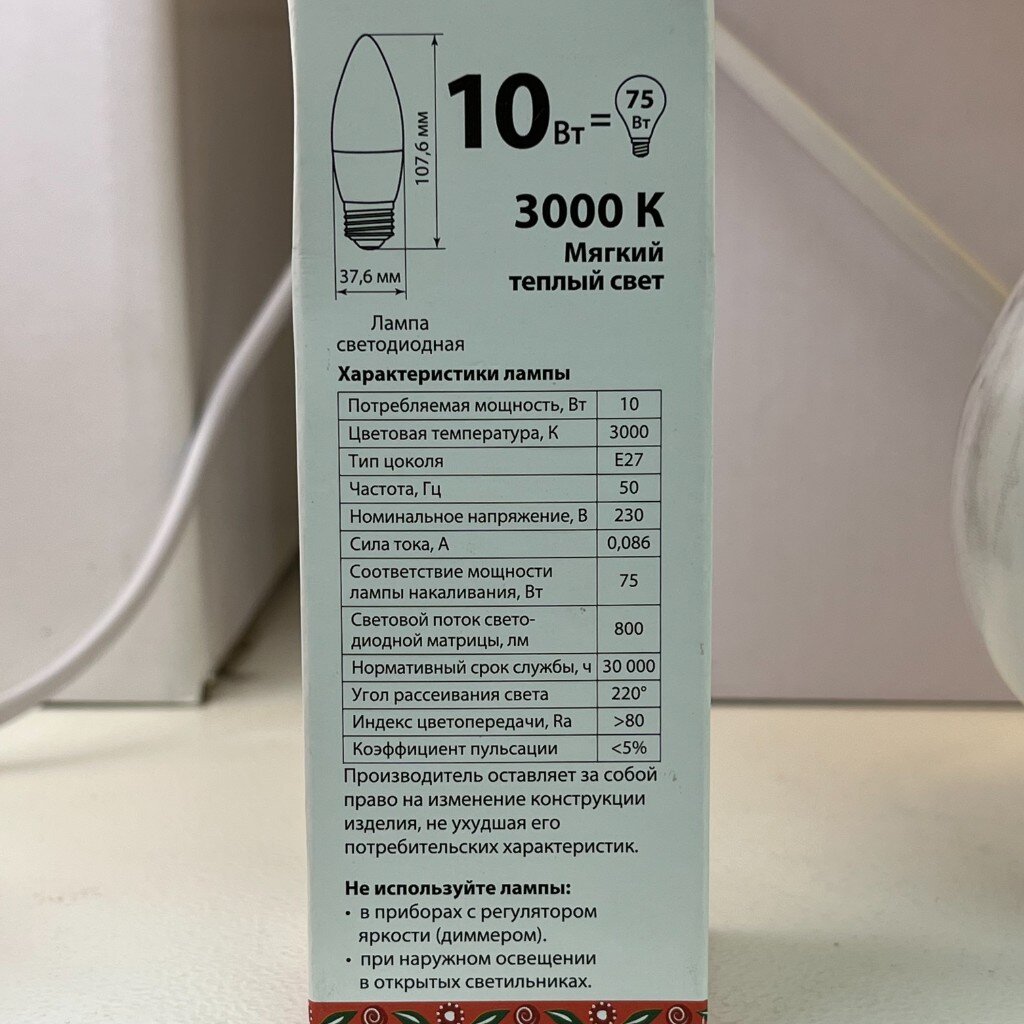 107,6 мм
10 Вт =
75
Вт
3000 К
Мягкий
теплый свет
37,6 мм
Лампа
светодиодная
Характеристики лампы
Потребляемая мощность, Вт 10
Цветовая температура, К 3000
Тип цоколя E27
Частота, Гц 50
Номинальное напряжение, В 230
Сила тока, А 0,086
Соответствие мощности
лампы накаливания, Вт 75
Световой поток свето-
диодной матрицы, лм 800
Нормативный срок службы, ч 30 000
Угол рассеивания света 220°
Индекс цветопередачи, Ra >80
Коэффициент пульсации <5%
Производитель оставляет за собой
право на изменение конструкции
изделия, не ухудшая его
потребительских характеристик.
Не используйте лампы:
• в приборах с регулятором
яркости (диммером).
• при наружном освещении
в открытых светильниках.